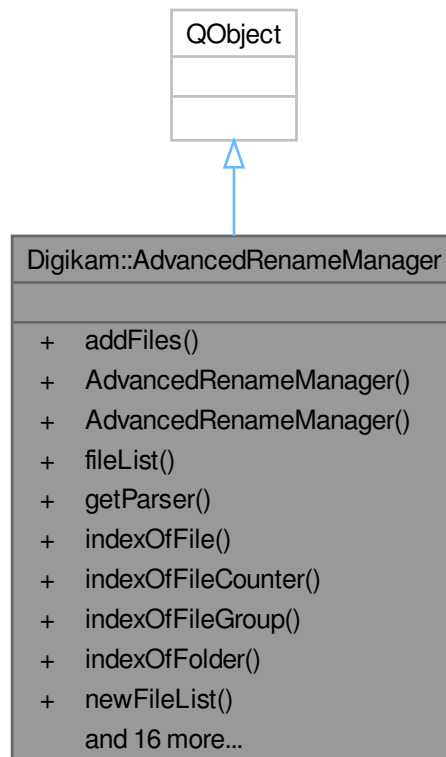 QObject
Digikam::AdvancedRenameManager
+ addFiles()
+ AdvancedRenameManager()
+ AdvancedRenameManager()
+ fileList()
+ getParser()
+ indexOfFile()
+ indexOfFileCounter()
+ indexOfFileGroup()
+ indexOfFolder()
+ newFileList()
and 16 more...